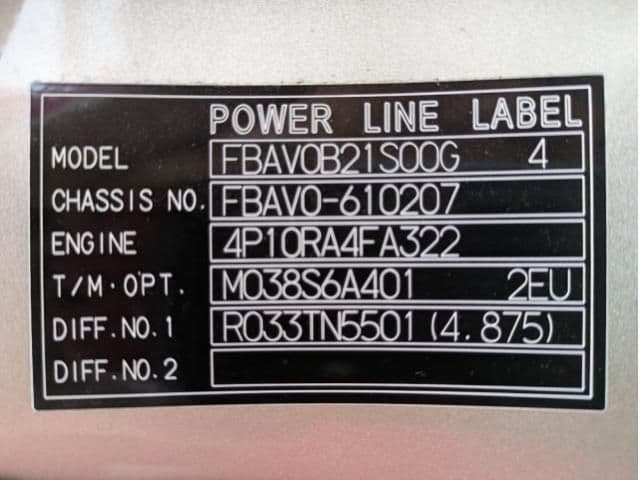 POWER LINE LABEL
MODEL FBAV0B21S00G 4
CHASSIS NO. FBAV0-610207
ENGINE 4P10RA4FA322
T/M·OPT. M038S6A401 2EU
DIFF.NO.1 R033TN5501(4.875)
DIFF.NO.2